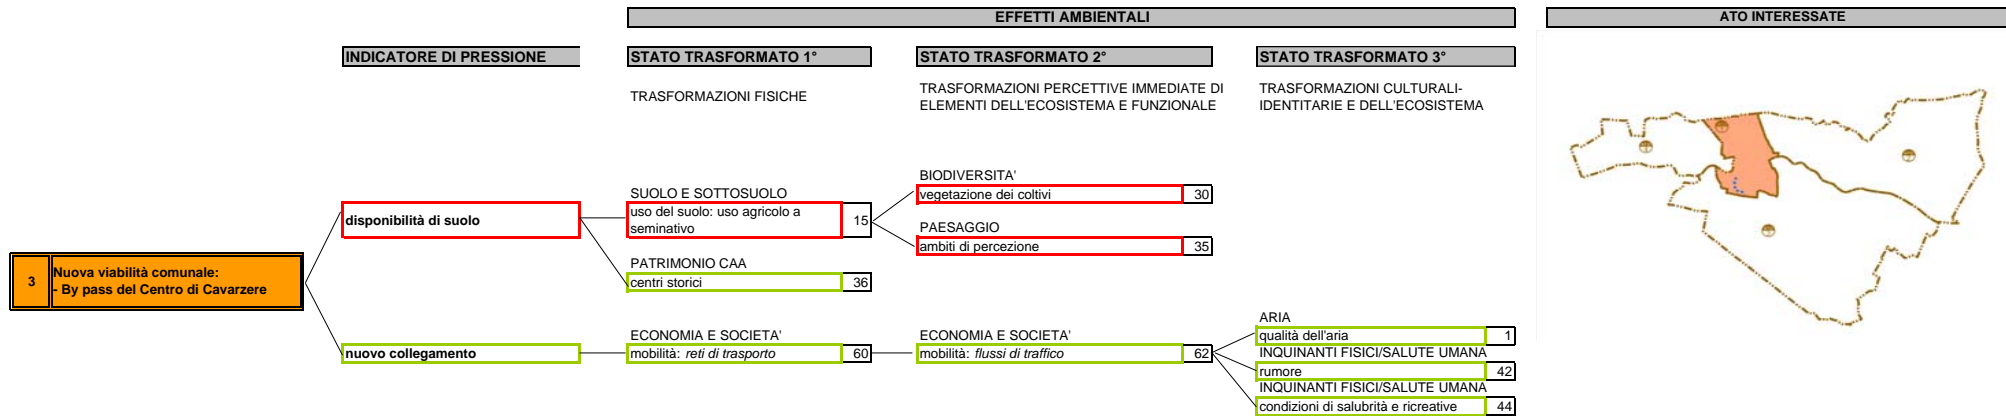 EFFETTI AMBIENTALI
ATO INTERESSATE
INDICATORE DI PRESSIONE
STATO TRASFORMATO 1°
STATO TRASFORMATO 2°
STATO TRASFORMATO 3°
TRASFORMAZIONI FISICHE
TRASFORMAZIONI PERCETTIVE IMMEDIATE DI
ELEMENTI DELL'ECOSISTEMA E FUNZIONALE
TRASFORMAZIONI CULTURALI-
IDENTITARIE E DELL'ECOSISTEMA
3
Nuova viabilità comunale:
- By pass del Centro di Cavarzere
disponibilità di suolo
SUOLO E SOTTOSUOLO
uso del suolo: uso agricolo a
seminativo
15
BIODIVERSITA'
vegetazione dei coltivi 30
PAESAGGIO
ambiti di percezione 35
PATRIMONIO CAA
centri storici 36
nuovo collegamento
ECONOMIA E SOCIETA'
mobilità: reti di trasporto 60
ECONOMIA E SOCIETA'
mobilità: flussi di traffico 62
ARIA
qualità dell'aria 1
INQUINANTI FISICI/SALUTE UMANA
rumore 42
INQUINANTI FISICI/SALUTE UMANA
condizioni di salubrità e ricreative 44